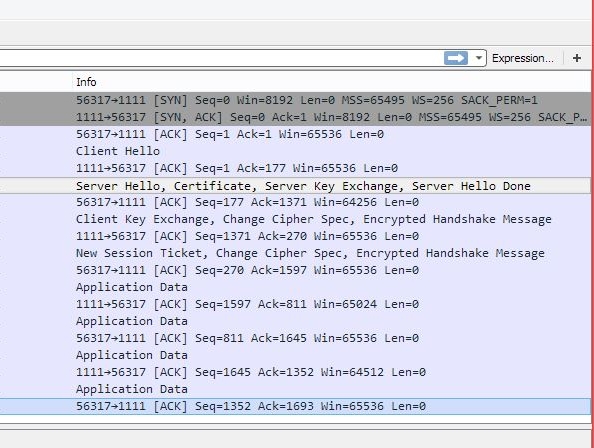 Expression... +
Info
56317→1111 [SYN] Seq=0 Win=8192 Len=0 MSS=65495 WS=256 SACK_PERM=1
1111→56317 [SYN, ACK] Seq=0 Ack=1 Win=8192 Len=0 MSS=65495 WS=256 SACK_P...
56317→1111 [ACK] Seq=1 Ack=1 Win=65536 Len=0
Client Hello
1111→56317 [ACK] Seq=1 Ack=177 Win=65536 Len=0
Server Hello, Certificate, Server Key Exchange, Server Hello Done
56317→1111 [ACK] Seq=177 Ack=1371 Win=64256 Len=0
Client Key Exchange, Change Cipher Spec, Encrypted Handshake Message
1111→56317 [ACK] Seq=1371 Ack=270 Win=65536 Len=0
New Session Ticket, Change Cipher Spec, Encrypted Handshake Message
56317→1111 [ACK] Seq=270 Ack=1597 Win=65536 Len=0
Application Data
1111→56317 [ACK] Seq=1597 Ack=811 Win=65024 Len=0
Application Data
56317→1111 [ACK] Seq=811 Ack=1645 Win=65536 Len=0
Application Data
1111→56317 [ACK] Seq=1645 Ack=1352 Win=64512 Len=0
Application Data
56317→1111 [ACK] Seq=1352 Ack=1693 Win=65536 Len=0